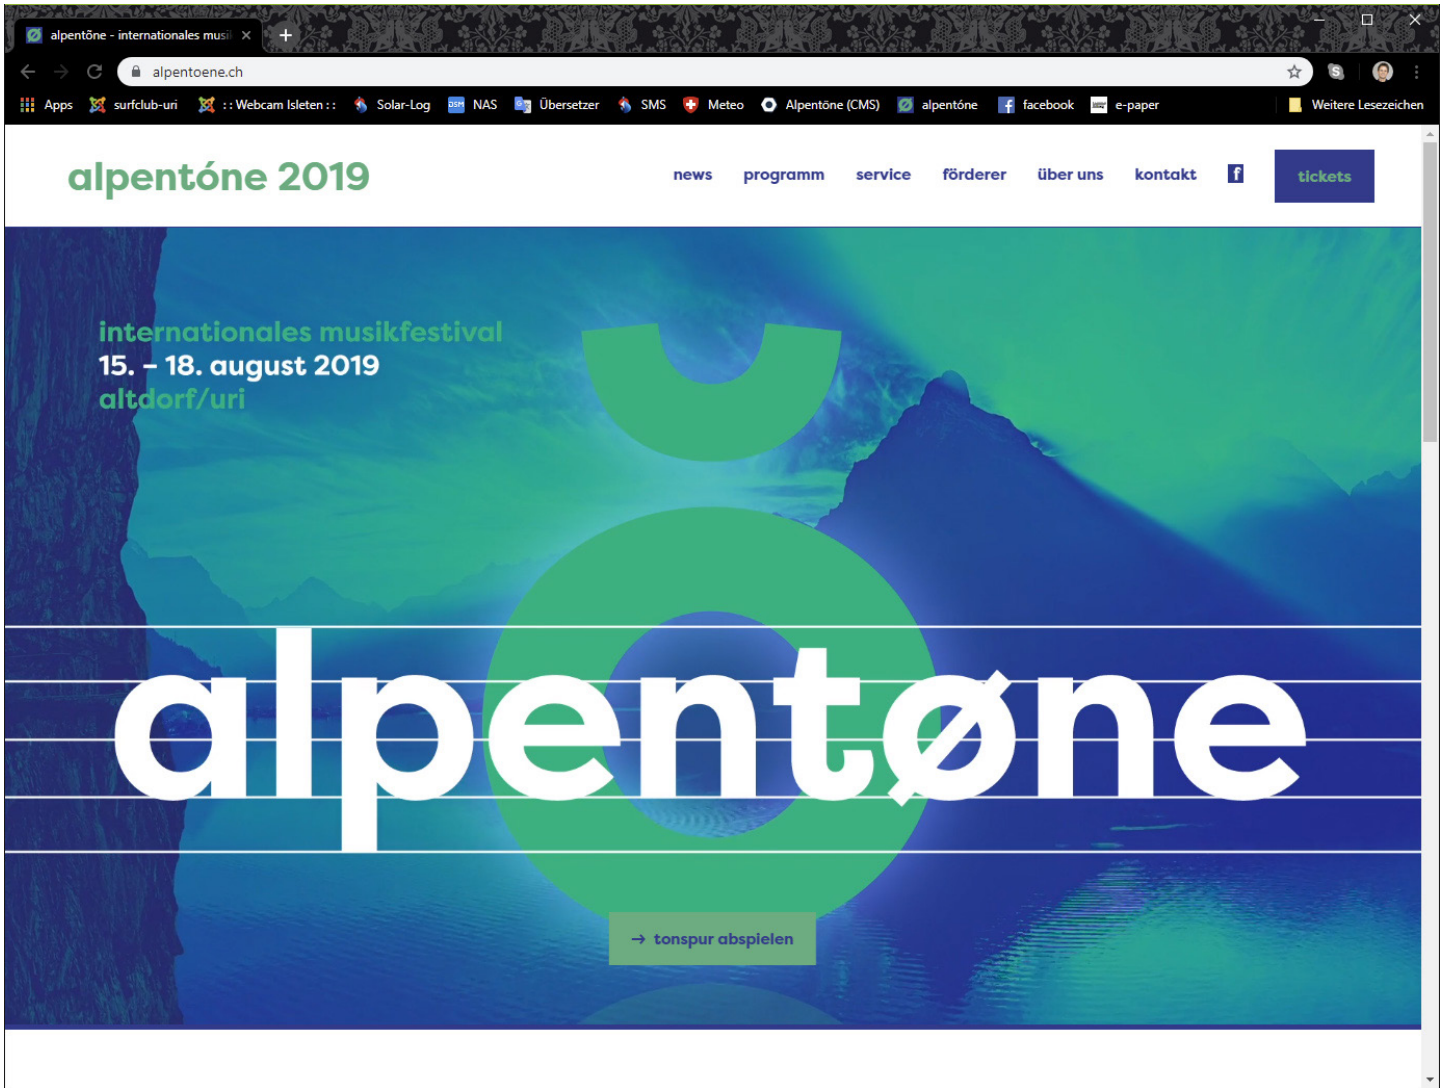 alpentöne - internationales musi
alpentoene.ch
Apps surfclub-uri : : Webcam Isleten : : Solar-Log DSM NAS Übersetzer SMS Meteo Alpentöne (CMS) alpentóne facebook e-paper Weitere Lesezeichen
alpentóne 2019
news programm service förderer über uns kontakt f tickets
internationales musikfestival
15. – 18. august 2019
altdorf/uri
alpentøne
→ tonspur abspielen